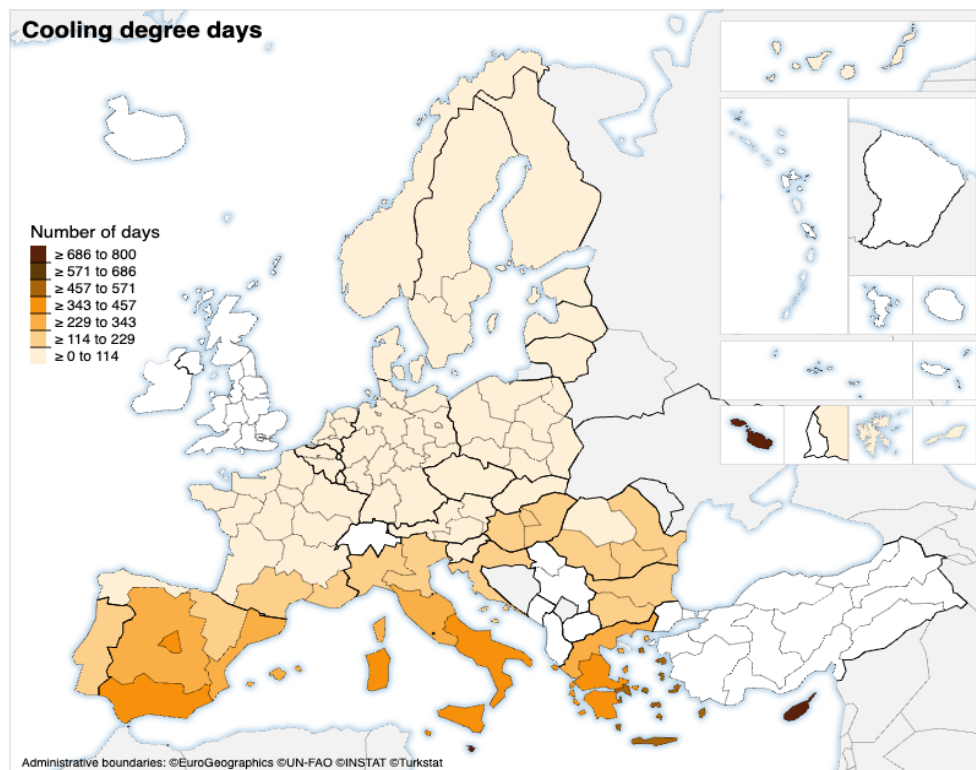 Cooling degree days
Number of days
≥ 686 to 800
≥ 571 to 686
≥ 457 to 571
≥ 343 to 457
≥ 229 to 343
≥ 114 to 229
≥ 0 to 114
Administrative boundaries: ©EuroGeographics ©UN-FAO ©INSTAT ©Turkstat